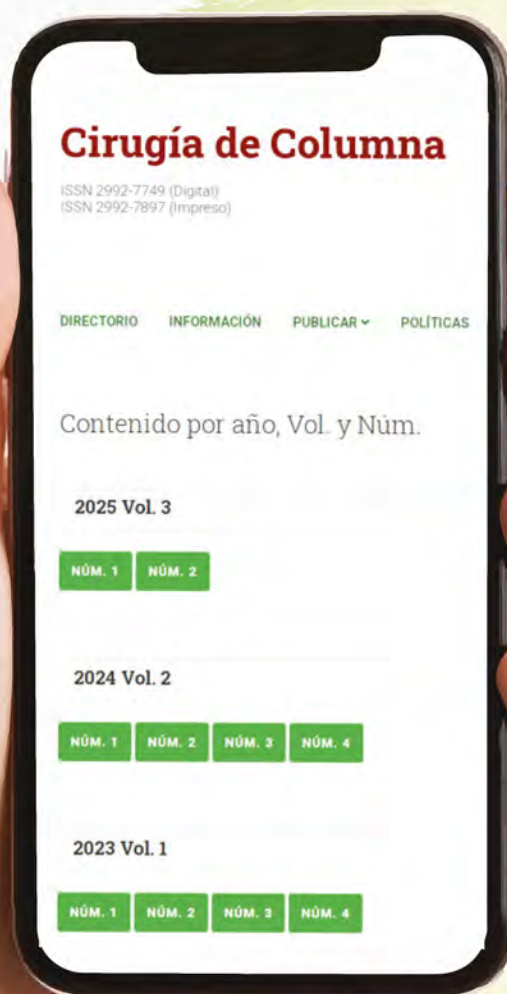 Cirugía de Columna
ISSN 2992-7749 (Digital)
ISSN 2992-7897 (Impreso)
DIRECTORIO INFORMACIÓN PUBLICAR POLÍTICAS
Contenido por año, Vol. y Núm.
2025 Vol. 3
NÚM. 1 NÚM. 2
2024 Vol. 2
NÚM. 1 NÚM. 2 NÚM. 3 NÚM. 4
2023 Vol. 1
NÚM. 1 NÚM. 2 NÚM. 3 NÚM. 4